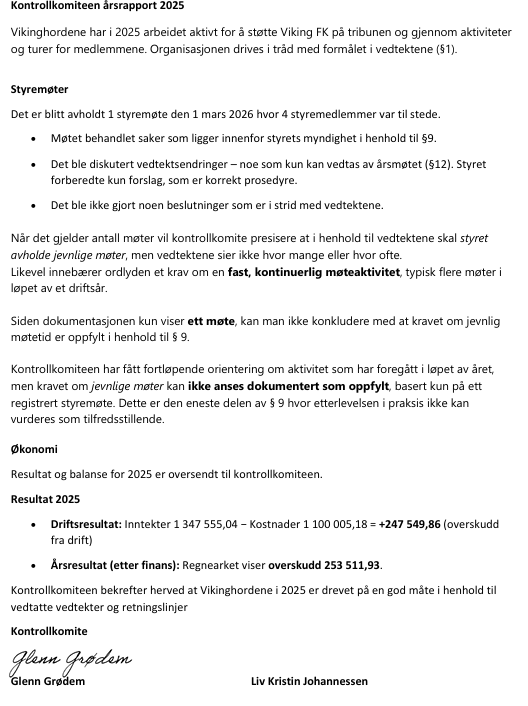 Kontrollkomiteen årsrapport 2025
Vikinghordene har i 2025 arbeidet aktivt for å støtte Viking FK på tribunen og gjennom aktiviteter
og turer for medlemmene. Organisasjonen drives i tråd med formålet i vedtektene (§1).
Styremøter
Det er blitt avholdt 1 styremøte den 1 mars 2026 hvor 4 styremedlemmer var til stede.
• Møtet behandlet saker som ligger innenfor styrets myndighet i henhold til §9.
• Det ble diskutert vedtektsendringer – noe som kun kan vedtas av årsmøtet (§12). Styret
forberedte kun forslag, som er korrekt prosedyre.
• Det ble ikke gjort noen beslutninger som er i strid med vedtektene.
Når det gjelder antall møter vil kontrollkomite presisere at i henhold til vedtektene skal styret
avholde jevnlige møter, men vedtektene sier ikke hvor mange eller hvor ofte.
Likevel innebærer ordlyden et krav om en fast, kontinuerlig møteaktivitet, typisk flere møter i
løpet av et driftsår.
Siden dokumentasjonen kun viser ett møte, kan man ikke konkludere med at kravet om jevnlig
møtetid er oppfylt i henhold til § 9.
Kontrollkomiteen har fått fortløpende orientering om aktivitet som har foregått i løpet av året,
men kravet om jevnlige møter kan ikke anses dokumentert som oppfylt, basert kun på ett
registrert styremøte. Dette er den eneste delen av § 9 hvor etterlevelsen i praksis ikke kan
vurderes som tilfredsstillende.
Økonomi
Resultat og balanse for 2025 er oversendt til kontrollkomiteen.
Resultat 2025
• Driftsresultat: Inntekter 1 347 555,04 – Kostnader 1 100 005,18 = +247 549,86 (overskudd
fra drift)
• Årsresultat (etter finans): Regnearket viser overskudd 253 511,93.
Kontrollkomiteen bekrefter herved at Vikinghordene i 2025 er drevet på en god måte i henhold til
vedtatte vedtekter og retningslinjer
Kontrollkomite
Glenn Grødem
Glenn Grødem Liv Kristin Johannessen